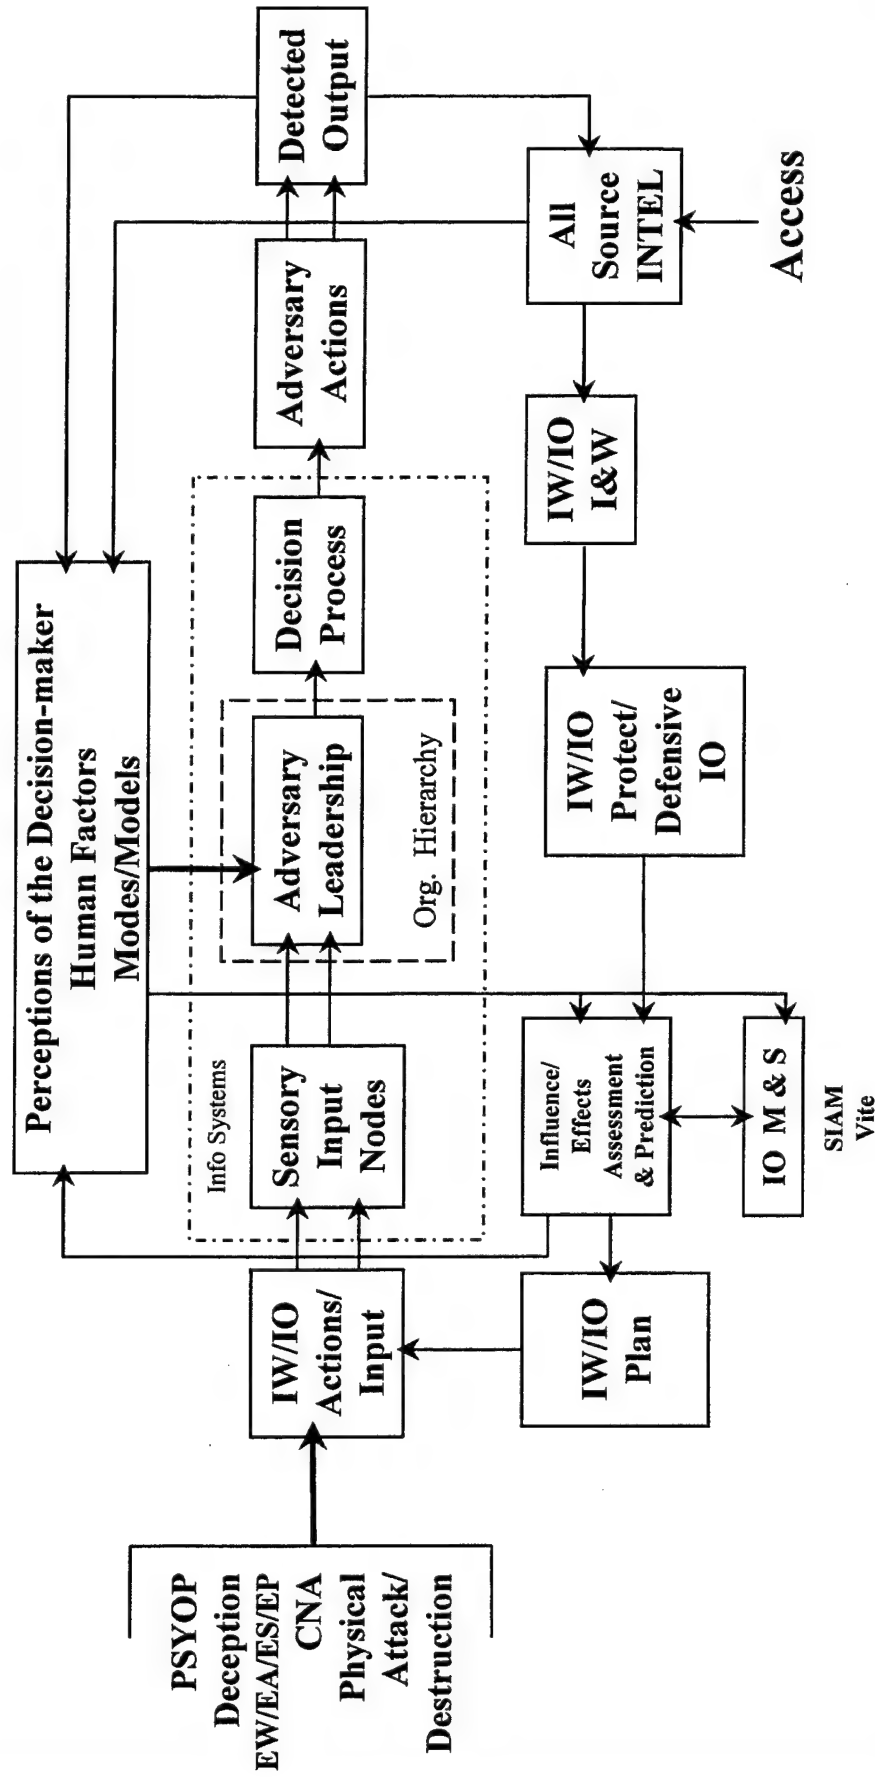 Perceptions of the Decision-maker
Human Factors
Modes/Models
PSYOP
Deception
EW/EA/ES/EP
CNA
Physical
Attack/
Destruction
IW/IO
Actions/
Input
Info Systems
Sensory
Input
Nodes
Adversary
Leadership
Org. Hierarchy
Decision
Process
Adversary
Actions
Detected
Output
IW/IO
Plan
Influence/
Effects
Assessment
& Prediction
IO M & S
SIAM
Vite
IW/IO
Protect/
Defensive
IO
IW/IO
I&W
All
Source
INTEL
Access